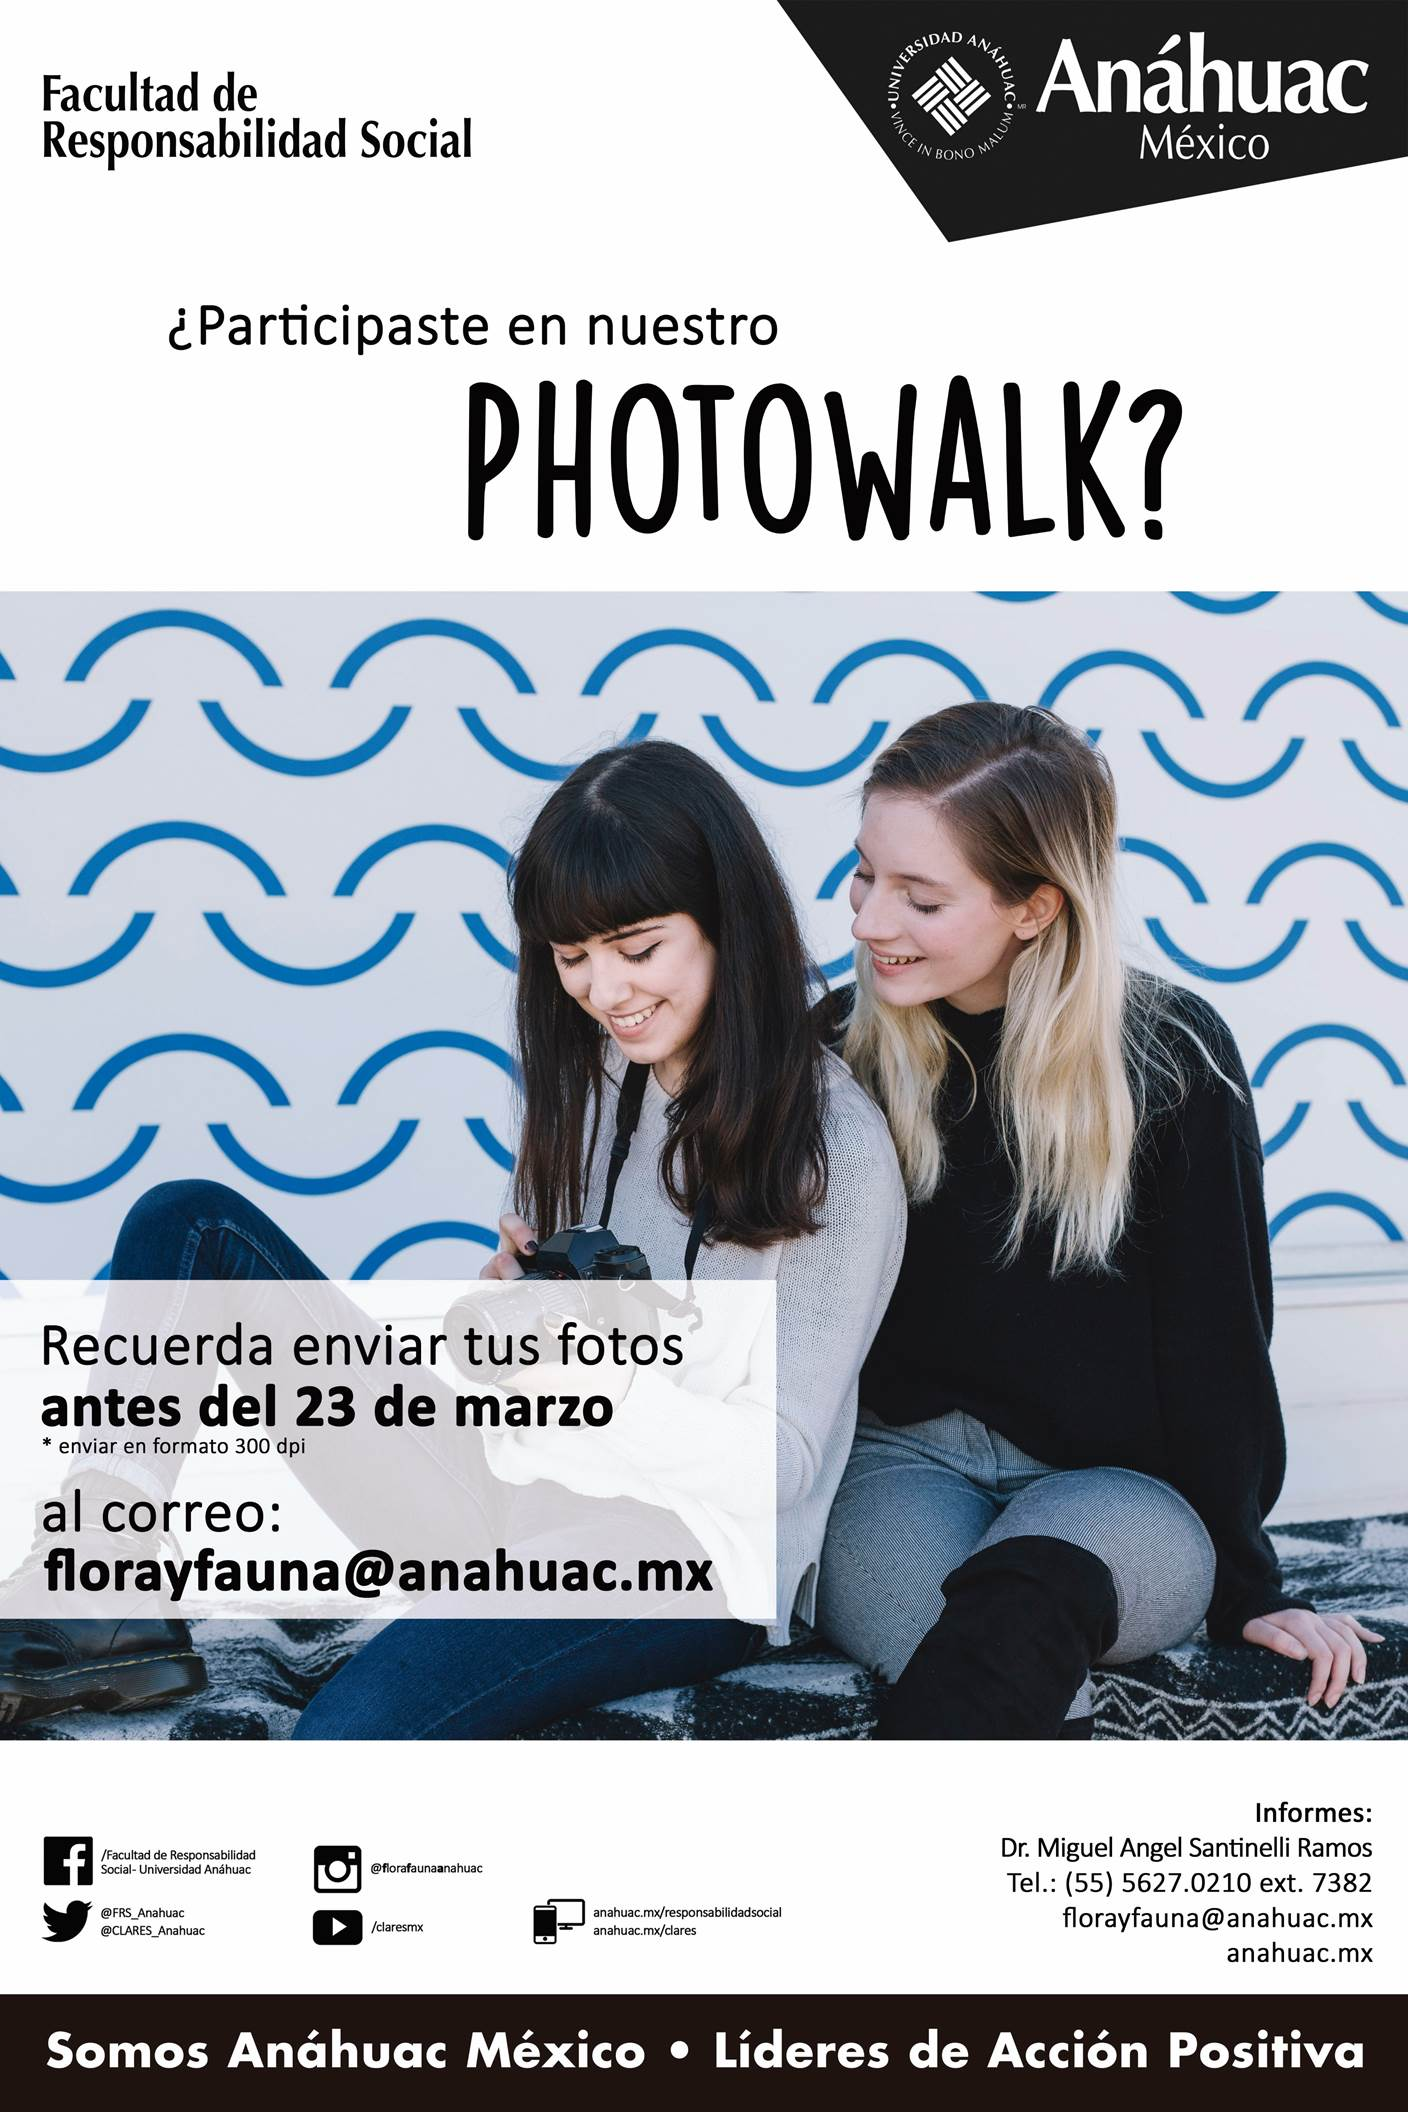 Facultad de
Responsabilidad Social
UNIVERSIDAD ANÁHUAC
VINCE IN BONO MALUM
MR
Anáhuac
México
¿Participaste en nuestro
PHOTOWALK?
Recuerda enviar tus fotos
antes del 23 de marzo
* enviar en formato 300 dpi
al correo:
florayfauna@anahuac.mx
/Facultad de Responsabilidad
Social- Universidad Anáhuac
@FRS_Anahuac
@CLARES_Anahuac
@florafaunaanahuac
/claresmx
anahuac.mx/responsabilidadsocial
anahuac.mx/clares
Informes:
Dr. Miguel Angel Santinelli Ramos
Tel.: (55) 5627.0210 ext. 7382
florayfauna@anahuac.mx
anahuac.mx
Somos Anáhuac México • Líderes de Acción Positiva